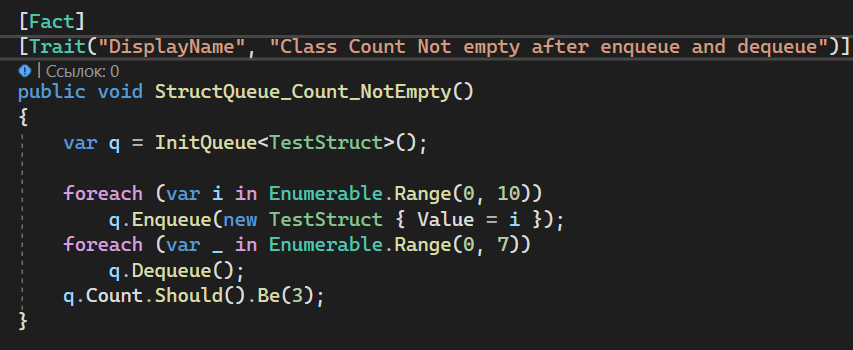 [Fact]
[Trait("DisplayName", "Class Count Not empty after enqueue and dequeue")]
| Ссылок: 0
public void StructQueue_Count_NotEmpty()
{
    var q = InitQueue<TestStruct>();

    foreach (var i in Enumerable.Range(0, 10))
        q.Enqueue(new TestStruct { Value = i });
    foreach (var _ in Enumerable.Range(0, 7))
        q.Dequeue();
    q.Count.Should().Be(3);
}